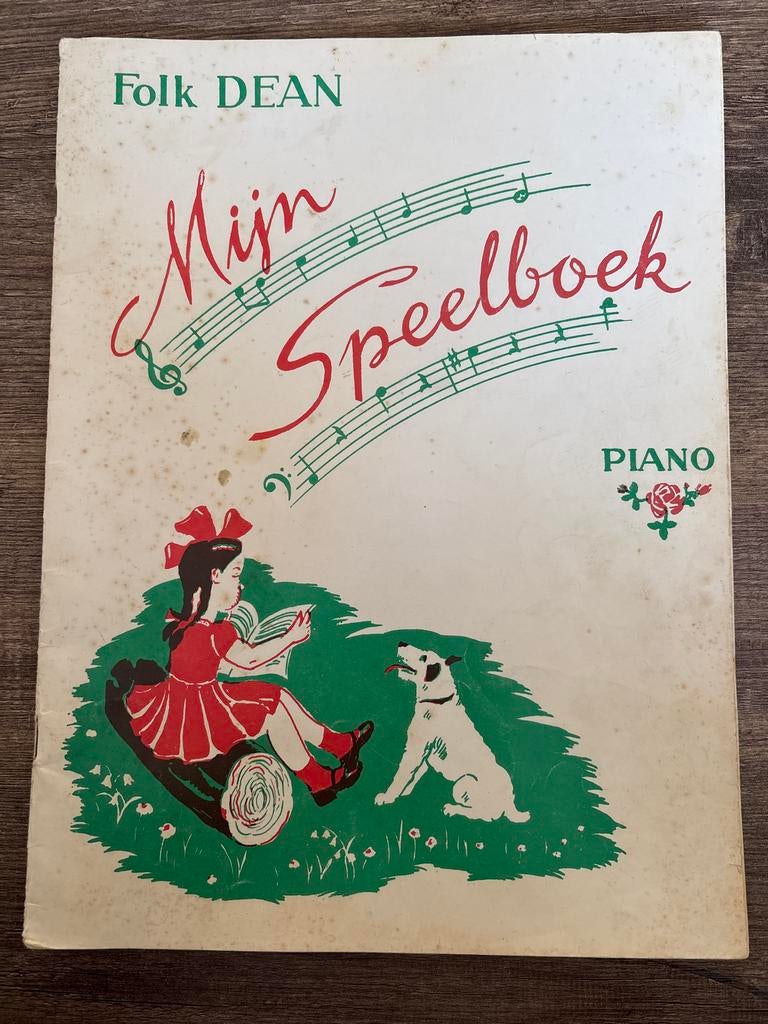 Folk DEAN
Mijn
Speelboek
PIANO